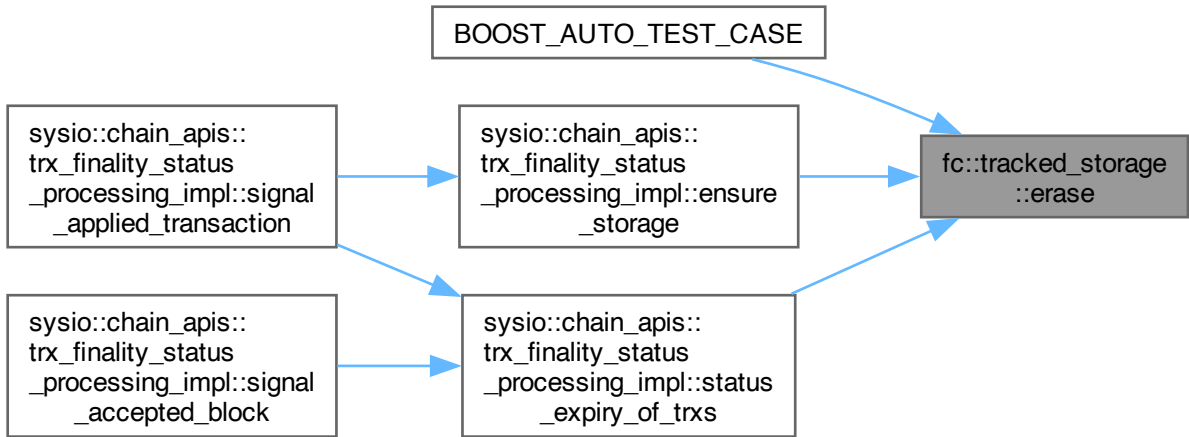 BOOST_AUTO_TEST_CASE
sysio::chain_apis::
trx_finality_status
_processing_impl::signal
_applied_transaction
sysio::chain_apis::
trx_finality_status
_processing_impl::ensure
_storage
fc::tracked_storage
::erase
sysio::chain_apis::
trx_finality_status
_processing_impl::signal
_accepted_block
sysio::chain_apis::
trx_finality_status
_processing_impl::status
_expiry_of_trxs